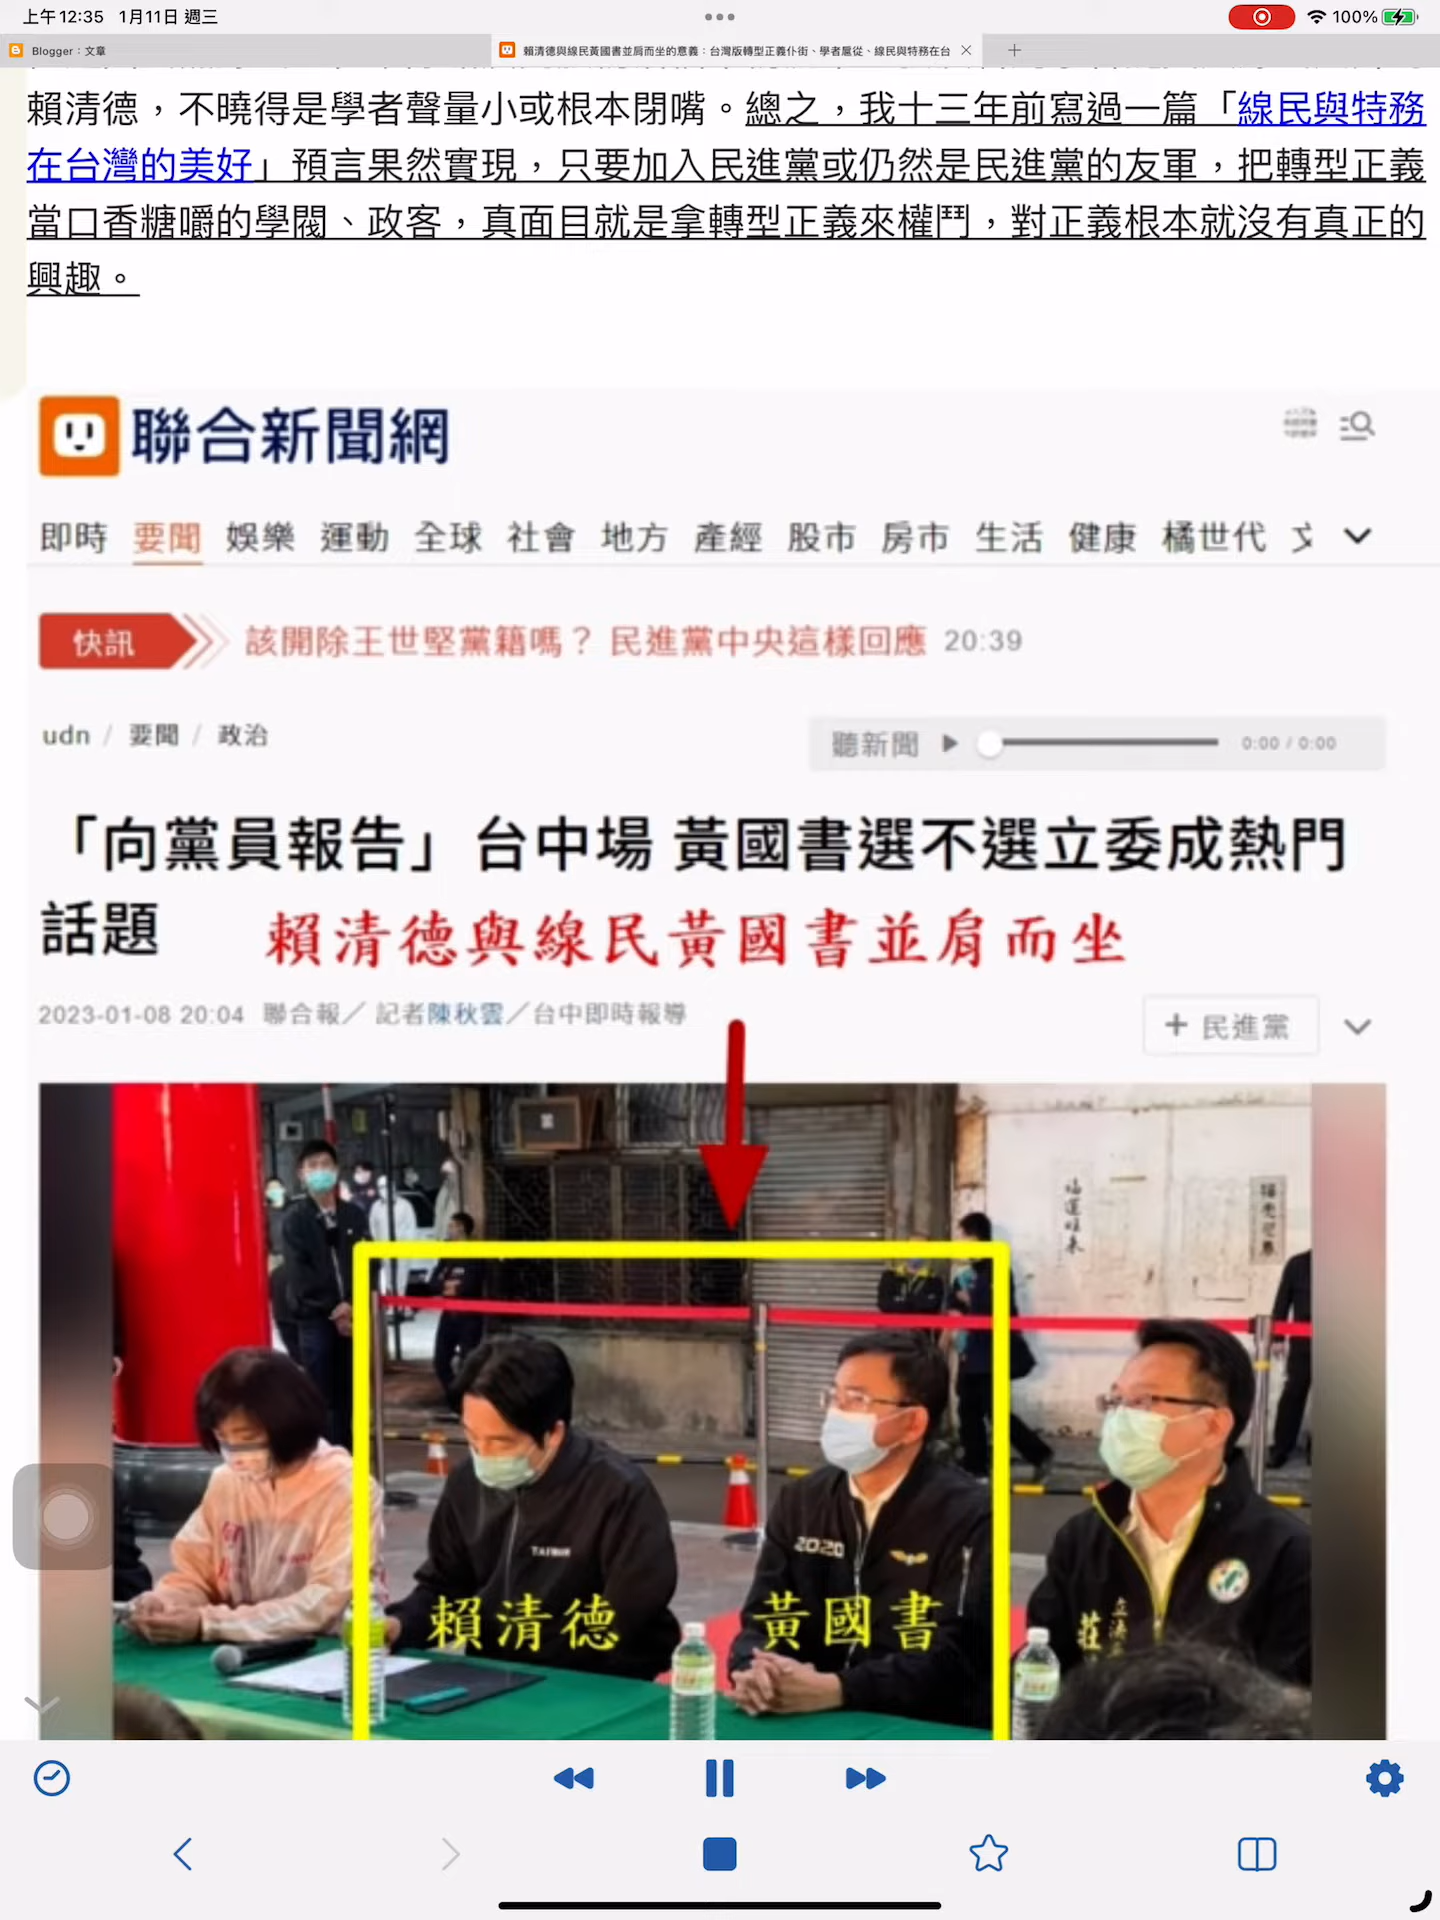 上午12:35 1月11日 週三
100%
Blogger：文章
賴清德與線民黃國書並肩而坐的意義：台灣版轉型正義仆街、學者扈從、線民與特務在台
賴清德，不曉得是學者聲量小或根本閉嘴。總之，我十三年前寫過一篇「線民與特務
在台灣的美好」預言果然實現，只要加入民進黨或仍然是民進黨的友軍，把轉型正義
當口香糖嚼的學閥、政客，真面目就是拿轉型正義來權鬥，對正義根本就沒有真正的
興趣。
聯合新聞網
即時 要聞 娛樂 運動 全球 社會 地方 產經 股市 房市 生活 健康 橘世代 文
快訊 該開除王世堅黨籍嗎？ 民進黨中央這樣回應 20:39
udn / 要聞 / 政治
聽新聞 0:00 / 0:00
「向黨員報告」台中場 黃國書選不選立委成熱門
話題
賴清德與線民黃國書並肩而坐
2023-01-08 20:04 聯合報／ 記者陳秋雲／台中即時報導
+ 民進黨
TAIWAN
2020
賴清德
黃國書